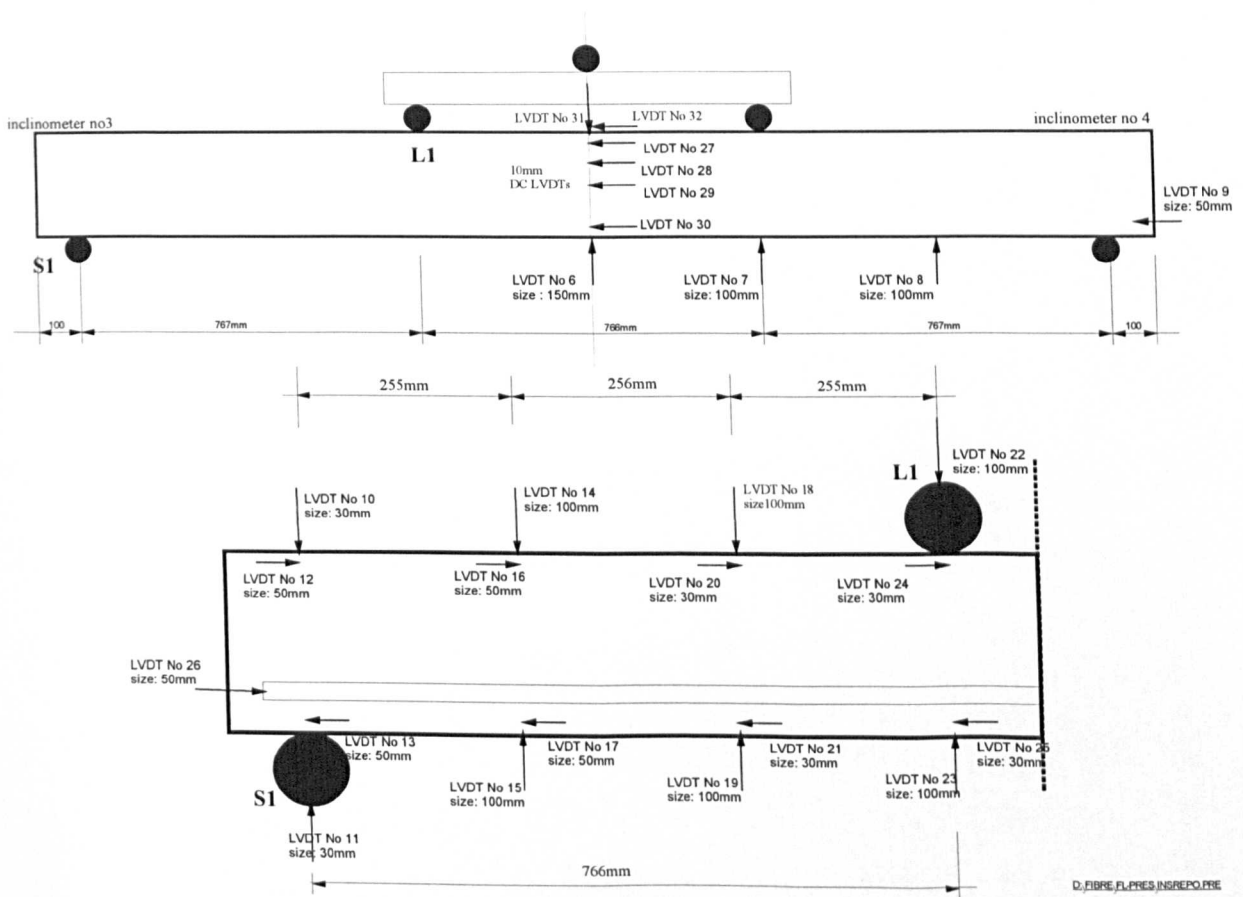 LVDT No 31
LVDT No 32
inclinometer no3
inclinometer no 4
L1
LVDT No 27
10mm
DC LVDTs
LVDT No 28
LVDT No 29
LVDT No 9
size: 50mm
LVDT No 30
S1
LVDT No 6
size : 150mm
LVDT No 7
size: 100mm
LVDT No 8
size: 100mm
100
767mm
766mm
767mm
100
255mm
256mm
255mm
LVDT No 22
size: 100mm
L1
LVDT No 10
size: 30mm
LVDT No 14
size: 100mm
LVDT No 18
size100mm
LVDT No 12
size: 50mm
LVDT No 16
size: 50mm
LVDT No 20
size: 30mm
LVDT No 24
size: 30mm
LVDT No 26
size: 50mm
LVDT No 13
size: 50mm
LVDT No 17
size: 50mm
LVDT No 21
size: 30mm
LVDT No 25
size: 30mm
S1
LVDT No 15
size: 100mm
LVDT No 19
size: 100mm
LVDT No 23
size: 100mm
LVDT No 11
size: 30mm
766mm